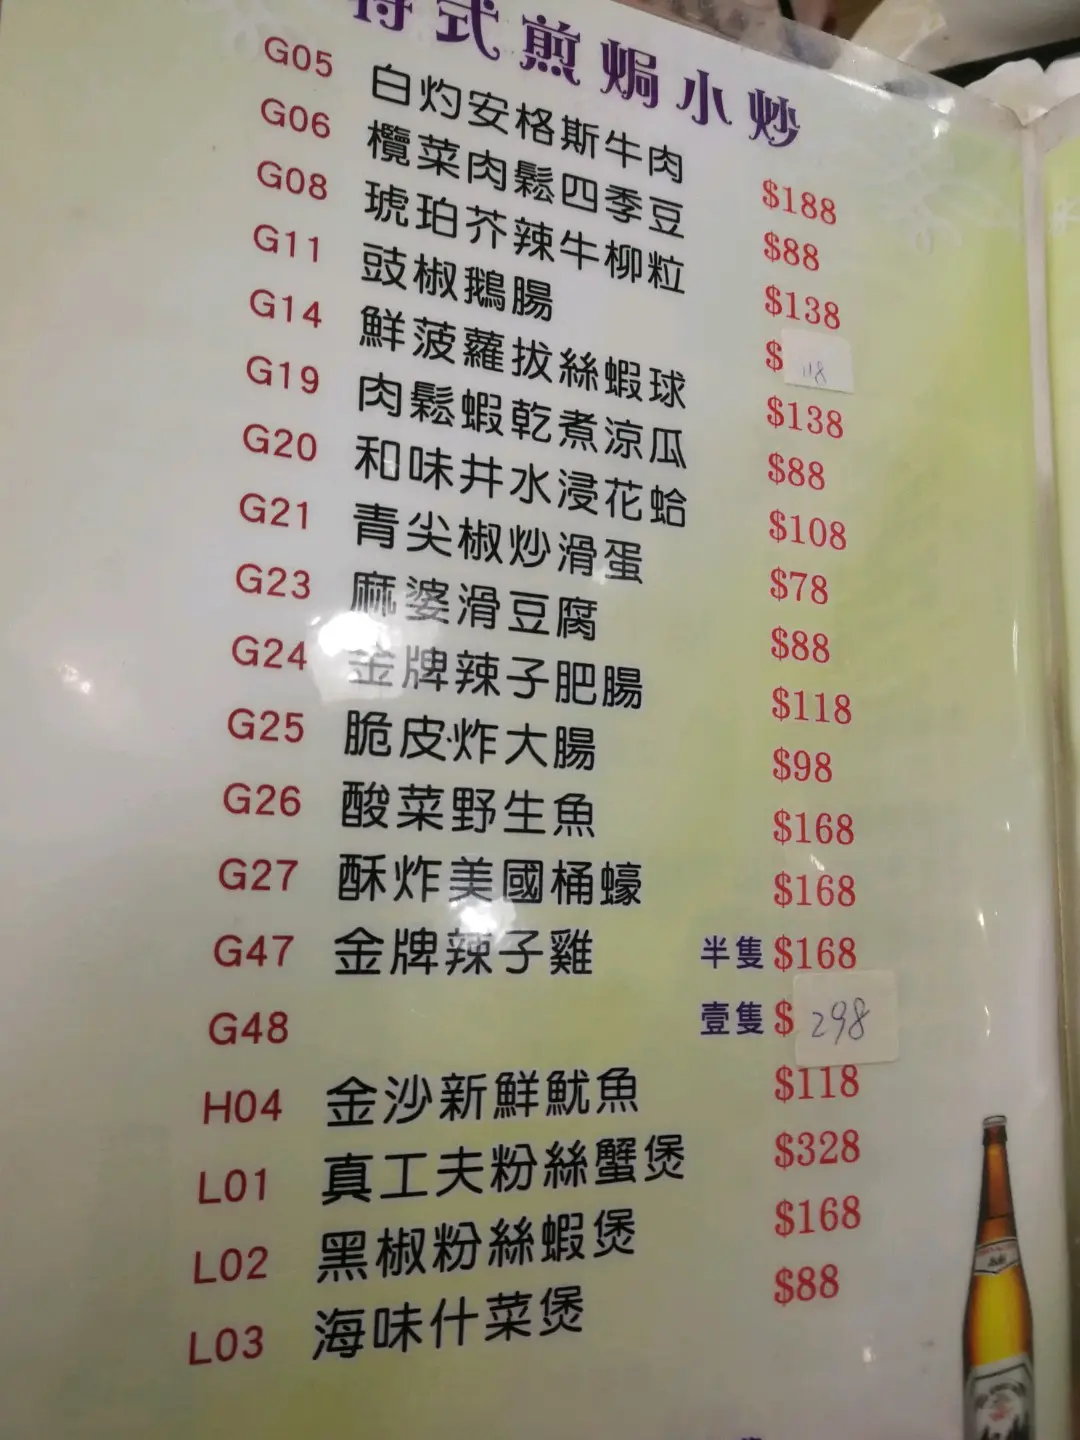 特式煎焗小炒
G05 白灼安格斯牛肉 $188
G06 欖菜肉鬆四季豆 $88
G08 琥珀芥辣牛柳粒 $138
G11 豉椒鵝腸 $118
G14 鮮菠蘿拔絲蝦球 $138
G19 肉鬆蝦乾煮涼瓜 $88
G20 和味井水浸花蛤 $108
G21 青尖椒炒滑蛋 $78
G23 麻婆滑豆腐 $88
G24 金牌辣子肥腸 $118
G25 脆皮炸大腸 $98
G26 酸菜野生魚 $168
G27 酥炸美國桶蠔 $168
G47 金牌辣子雞 半隻 $168
G48 壹隻 $298
H04 金沙新鮮魷魚 $118
L01 真工夫粉絲蟹煲 $328
L02 黑椒粉絲蝦煲 $168
L03 海味什菜煲 $88